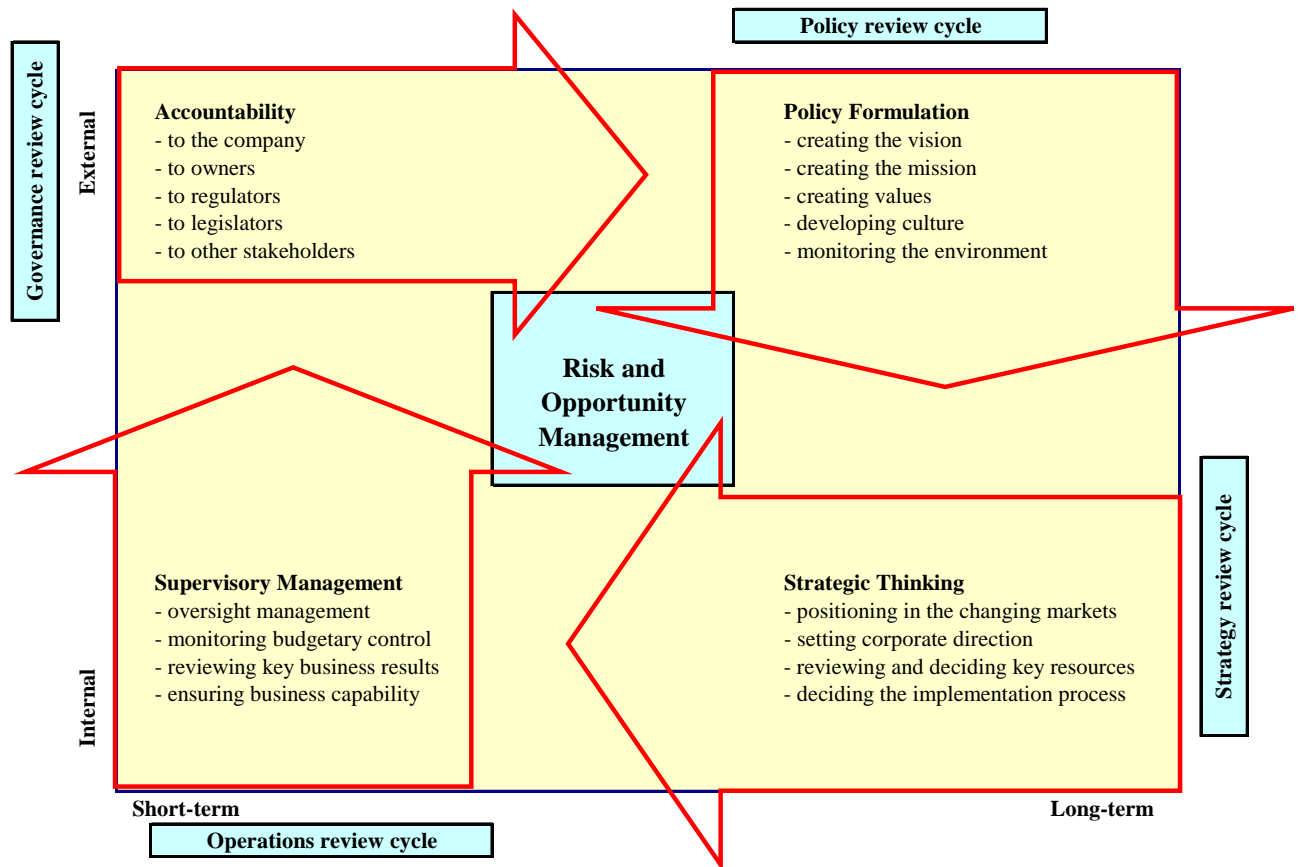 Policy review cycle
Governance review cycle
External
Accountability
- to the company
- to owners
- to regulators
- to legislators
- to other stakeholders
Policy Formulation
- creating the vision
- creating the mission
- creating values
- developing culture
- monitoring the environment
Risk and
Opportunity
Management
Internal
Supervisory Management
- oversight management
- monitoring budgetary control
- reviewing key business results
- ensuring business capability
Strategic Thinking
- positioning in the changing markets
- setting corporate direction
- reviewing and deciding key resources
- deciding the implementation process
Strategy review cycle
Short-term
Long-term
Operations review cycle